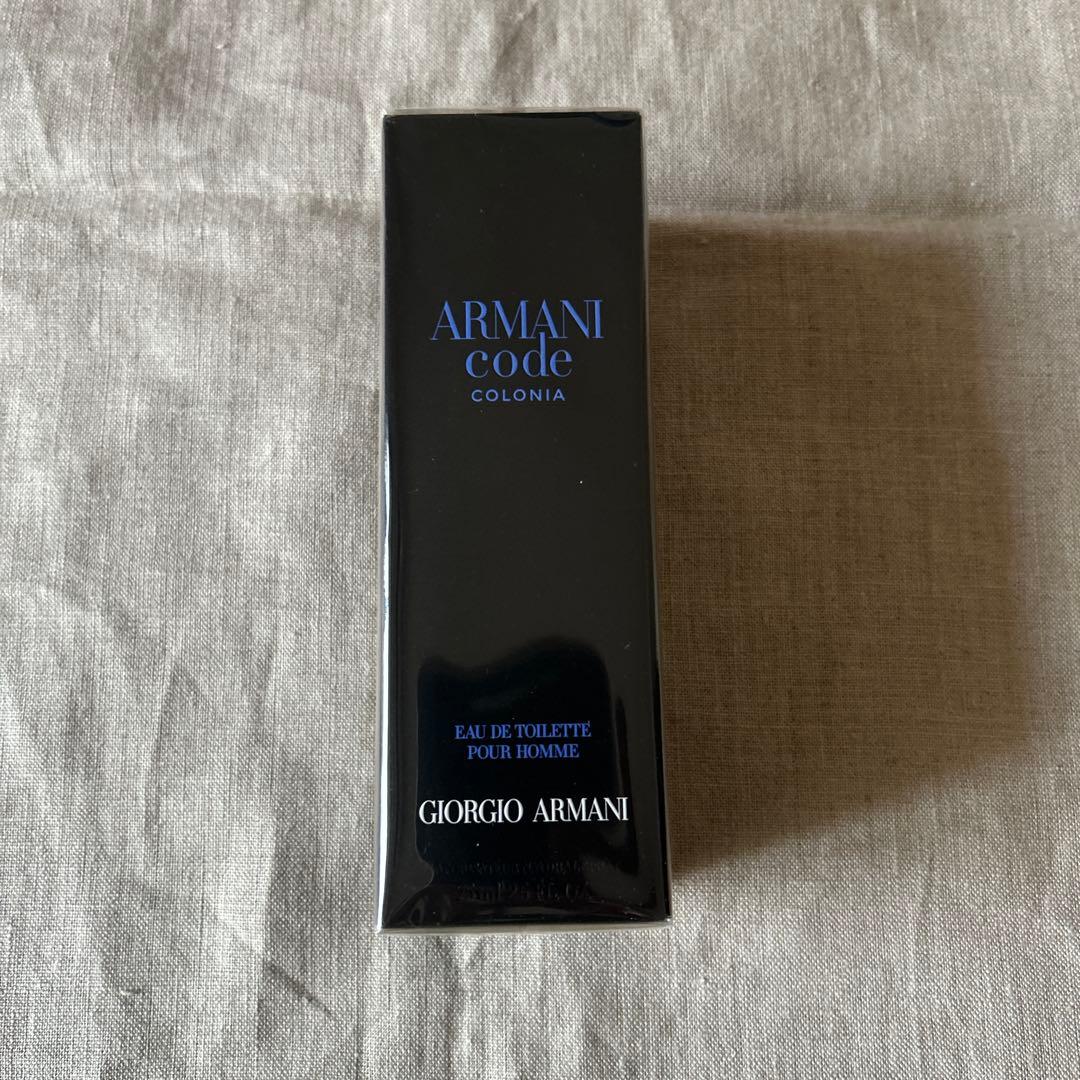 ARMANI
code
COLONIA
EAU DE TOILETTE
POUR HOMME
GIORGIO ARMANI